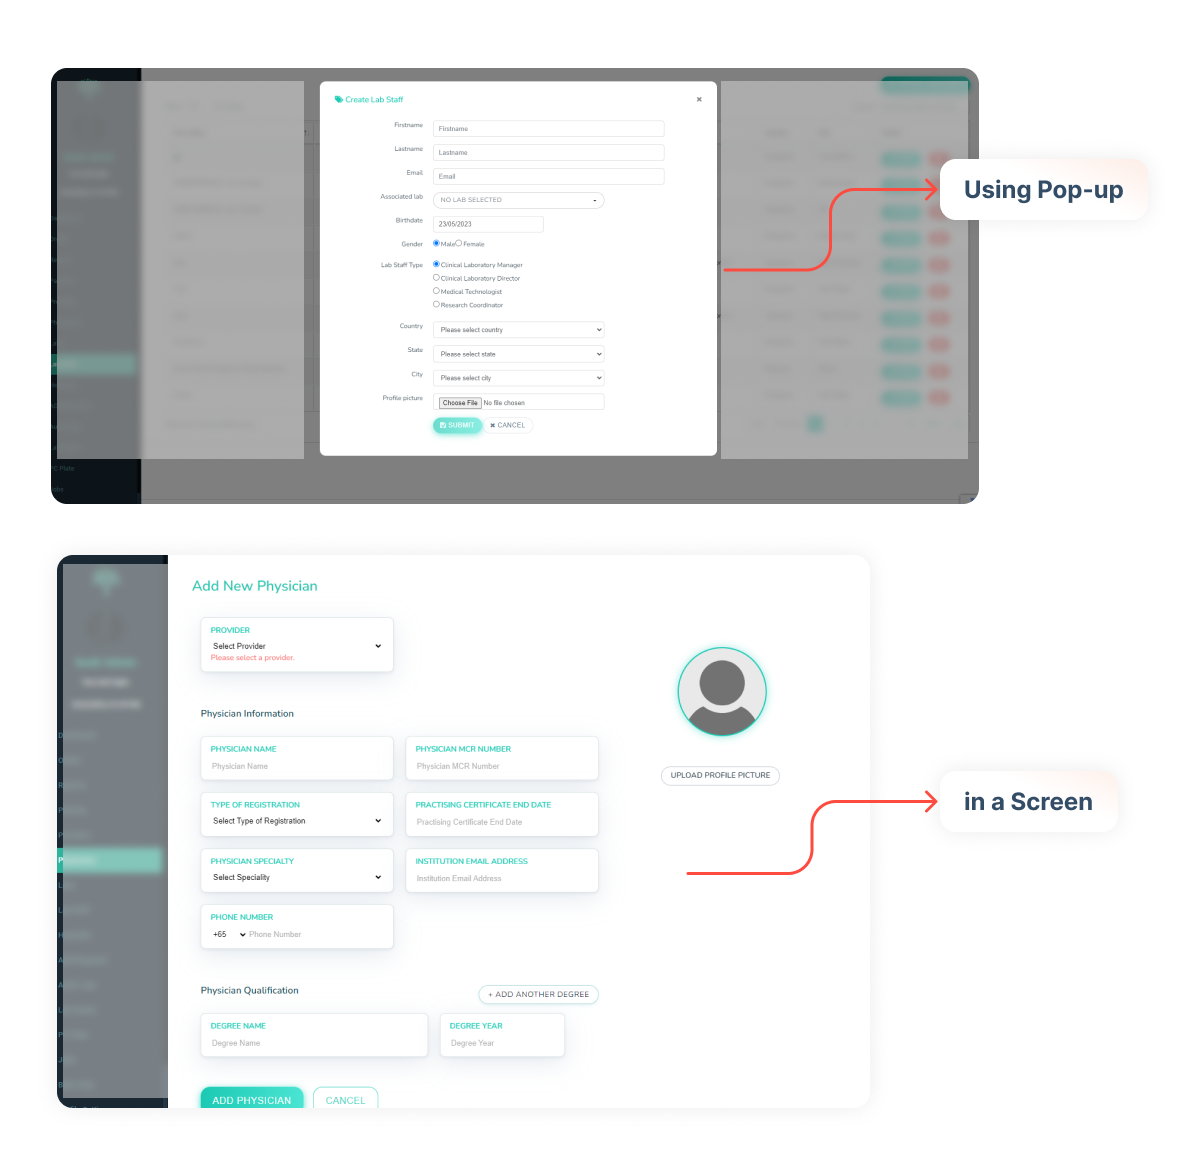 Create Lab Staff
×
Firstname
Firstname
Lastname
Lastname
Email
Email
Associated lab
NO LAB SELECTED
Birthdate
23/05/2023
Gender
Male Female
Lab Staff Type
Clinical Laboratory Manager
Clinical Laboratory Director
Medical Technologist
Research Coordinator
Country
Please select country
State
Please select state
City
Please select city
Profile picture
Choose File No file chosen
SUBMIT
× CANCEL
Using Pop-up
Add New Physician
PROVIDER
Select Provider
Please select a provider.
Physician Information
PHYSICIAN NAME
Physician Name
PHYSICIAN MCR NUMBER
Physician MCR Number
TYPE OF REGISTRATION
Select Type of Registration
PRACTISING CERTIFICATE END DATE
Practising Certificate End Date
PHYSICIAN SPECIALTY
Select Speciality
INSTITUTION EMAIL ADDRESS
Institution Email Address
PHONE NUMBER
+65 Phone Number
UPLOAD PROFILE PICTURE
in a Screen
Physician Qualification
+ ADD ANOTHER DEGREE
DEGREE NAME
Degree Name
DEGREE YEAR
Degree Year
ADD PHYSICIAN
CANCEL